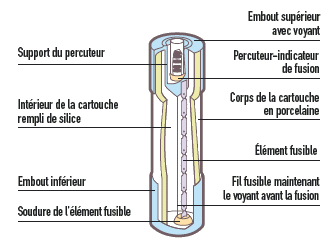 Embout supérieur
avec voyant
Support du percuteur
Percuteur-indicateur
de fusion
Intérieur de la cartouche
rempli de silice
Corps de la cartouche
en porcelaine
Élément fusible
Embout inférieur
Fil fusible maintenant
le voyant avant la fusion
Soudure de l'élément fusible